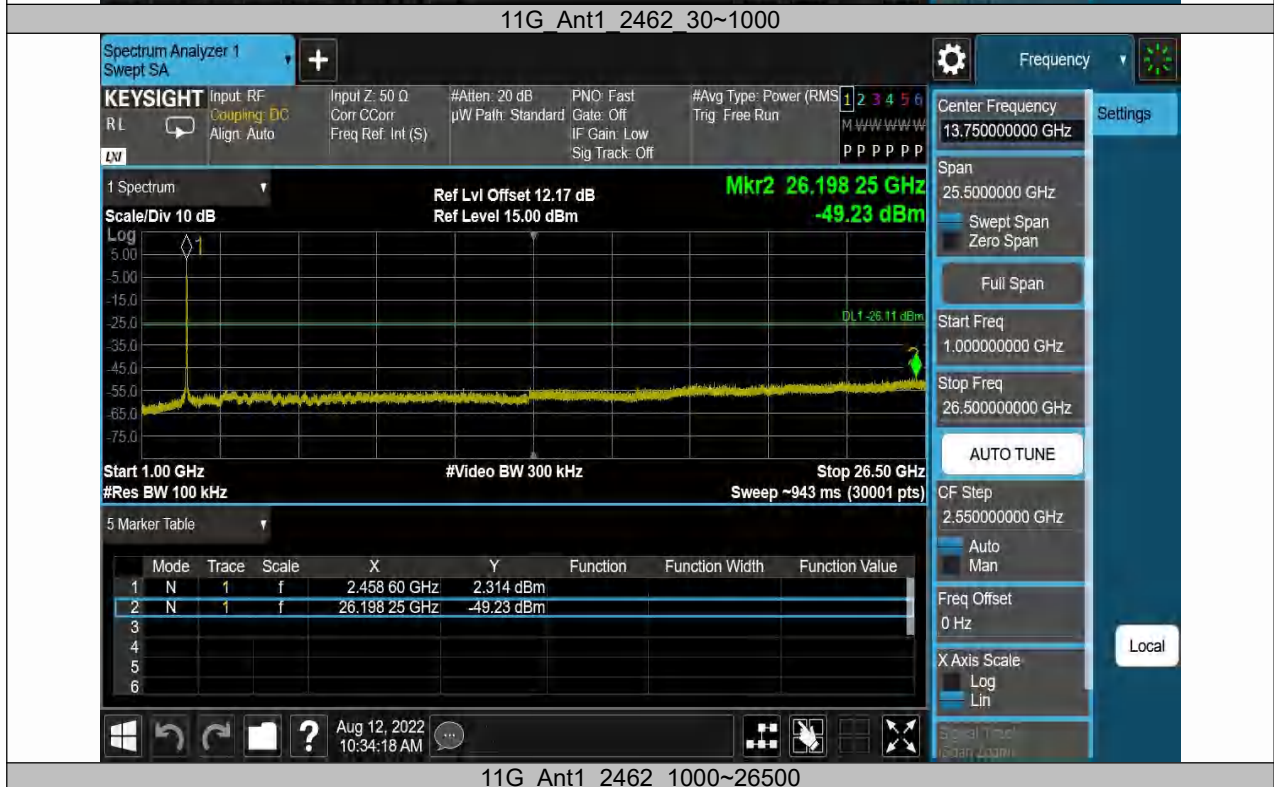 11G_Ant1_2462_30~1000
Spectrum Analyzer 1
Swept SA
+
Frequency
KEYSIGHT
RL
LXI
Input: RF
Coupling: DC
Align: Auto
Input Z: 50 Ω
Corr CCorr
Freq Ref: Int (S)
#Atten: 20 dB
µW Path: Standard
PNO: Fast
Gate: Off
IF Gain: Low
Sig Track: Off
#Avg Type: Power (RMS
Trig: Free Run
1 2 3 4 5 6
M W W W W W
P P P P P P
Center Frequency
13.750000000 GHz
Settings
Span
25.5000000 GHz
Swept Span
Zero Span
Full Span
Start Freq
1.000000000 GHz
Stop Freq
26.500000000 GHz
AUTO TUNE
CF Step
2.550000000 GHz
Auto
Man
Freq Offset
0 Hz
X Axis Scale
Log
Lin
Local
1 Spectrum
Scale/Div 10 dB
Log
Ref Lvl Offset 12.17 dB
Ref Level 15.00 dBm
Mkr2 26.198 25 GHz
-49.23 dBm
1
5.00
-5.00
-15.0
-25.0
DL1 -26.11 dBm
-35.0
2
-45.0
-55.0
-65.0
-75.0
Start 1.00 GHz
#Video BW 300 kHz
Stop 26.50 GHz
#Res BW 100 kHz
Sweep ~943 ms (30001 pts)
5 Marker Table
Mode Trace Scale X Y Function Function Width Function Value
1 N 1 f 2.458 60 GHz 2.314 dBm
2 N 1 f 26.198 25 GHz -49.23 dBm
3
4
5
6
?
Aug 12, 2022
10:34:18 AM
11G_Ant1_2462_1000~26500